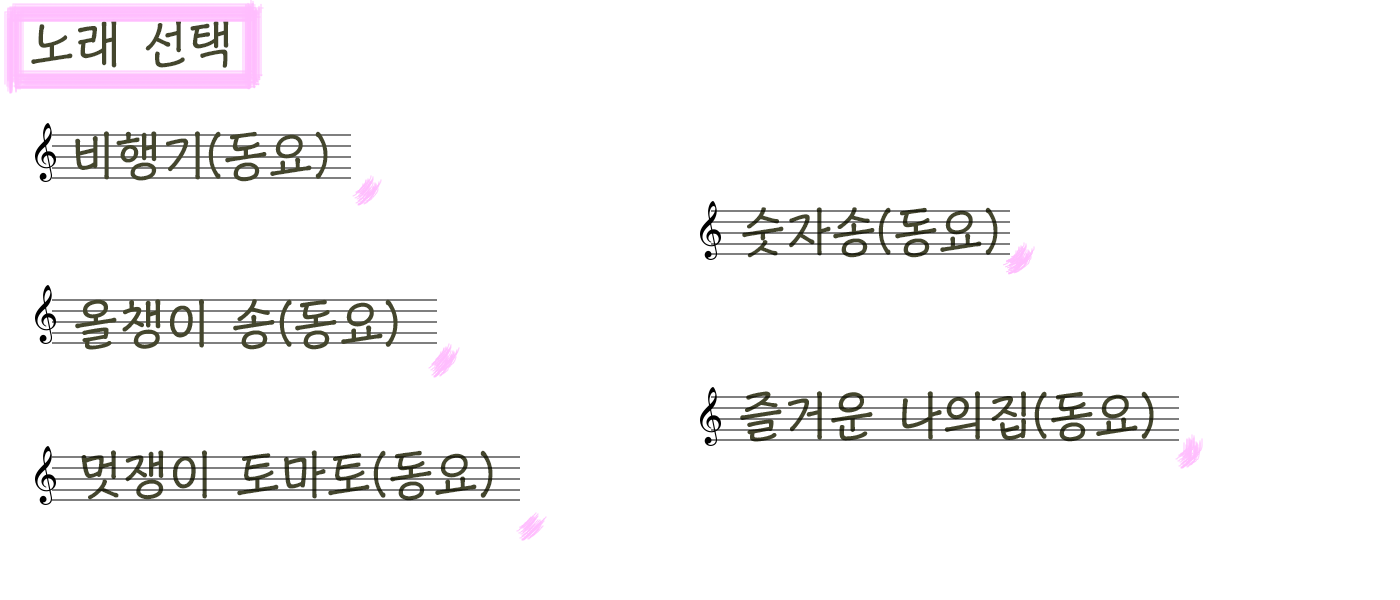 노래 선택
비행기(동요)
숫자송(동요)
올챙이 송(동요)
즐거운 나의집(동요)
멋쟁이 토마토(동요)